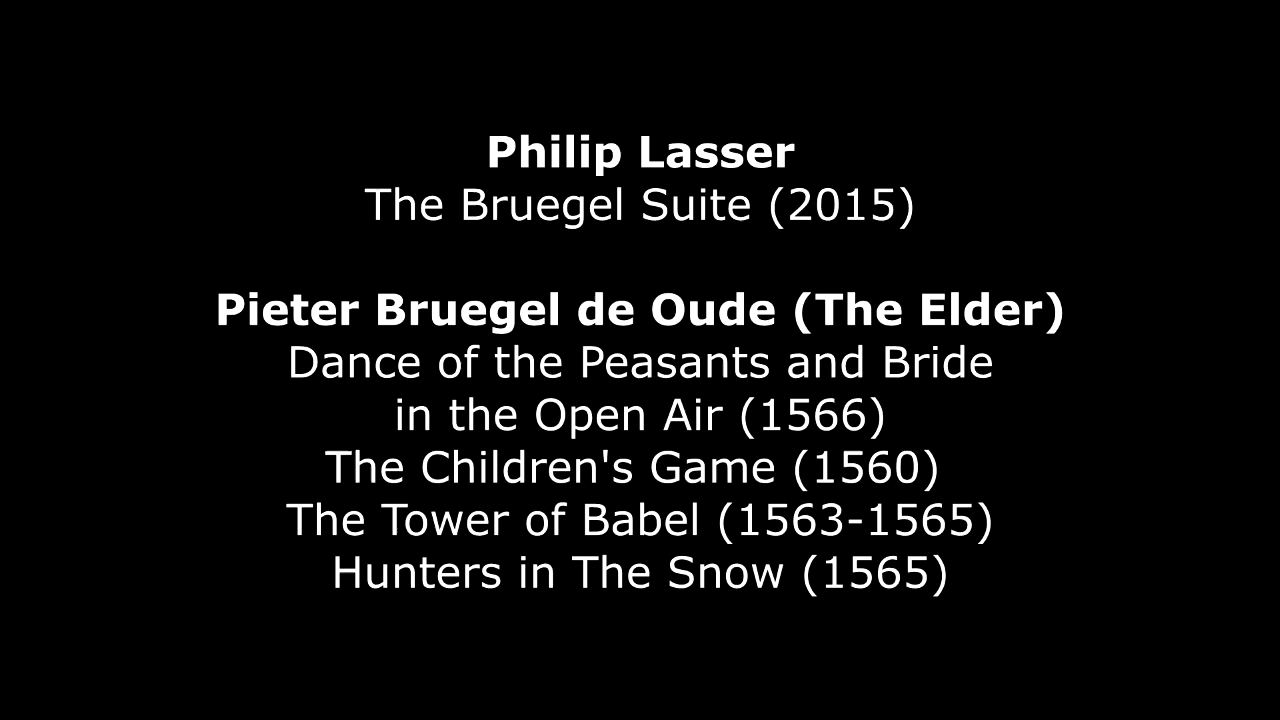 Philip Lasser
The Bruegel Suite (2015)
Pieter Bruegel de Oude (The Elder)
Dance of the Peasants and Bride
in the Open Air (1566)
The Children's Game (1560)
The Tower of Babel (1563-1565)
Hunters in The Snow (1565)